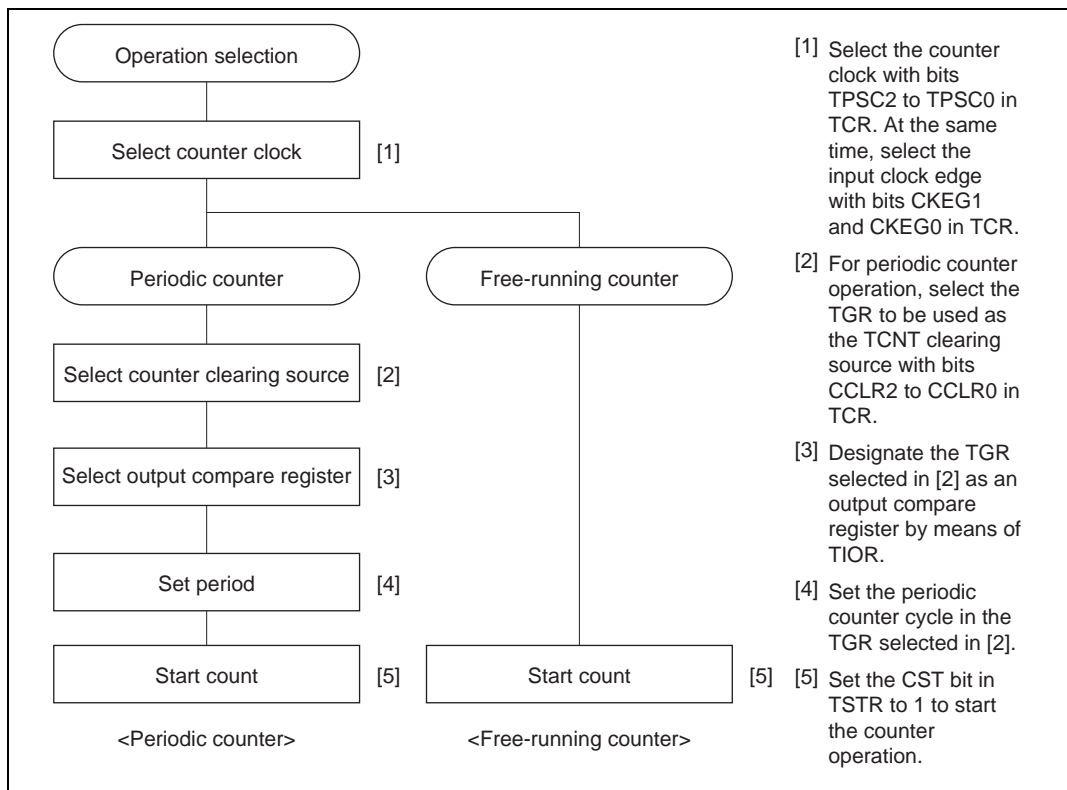 Operation selection
Select counter clock [1]
Periodic counter
Free-running counter
Select counter clearing source [2]
Select output compare register [3]
Set period [4]
Start count [5]
Start count [5]
<Periodic counter>
<Free-running counter>
[1] Select the counter
clock with bits
TPSC2 to TPSC0 in
TCR. At the same
time, select the
input clock edge
with bits CKEG1
and CKEG0 in TCR.
[2] For periodic counter
operation, select the
TGR to be used as
the TCNT clearing
source with bits
CCLR2 to CCLR0 in
TCR.
[3] Designate the TGR
selected in [2] as an
output compare
register by means of
TIOR.
[4] Set the periodic
counter cycle in the
TGR selected in [2].
[5] Set the CST bit in
TSTR to 1 to start
the counter
operation.